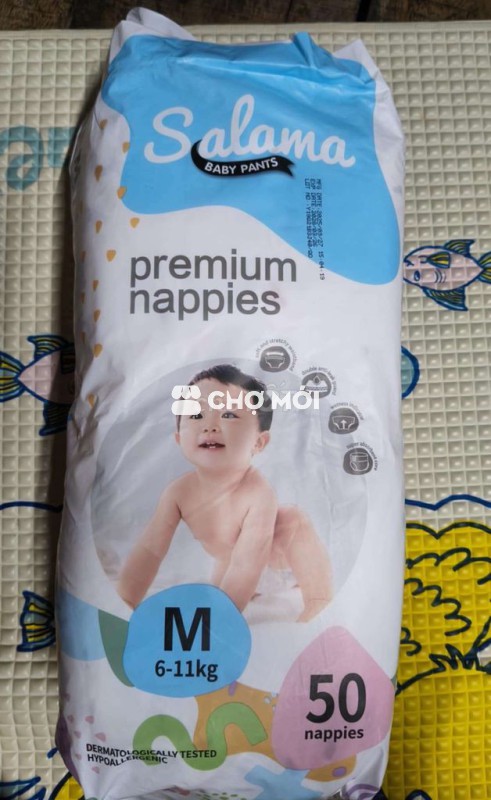 Salama
BABY PANTS
premium
nappies
CHỢ MỚI
M
6-11kg
50
nappies
DERMATOLOGICALLY TESTED
HYPOALLERGENIC